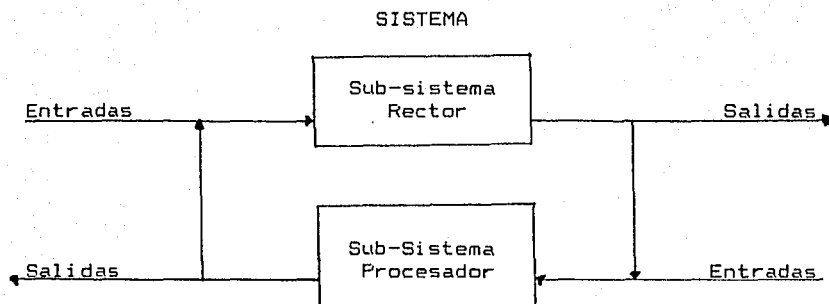 SISTEMA
Sub-sistema
Rector
Entradas
Salidas
Sub-Sistema
Procesador
Salidas
Entradas